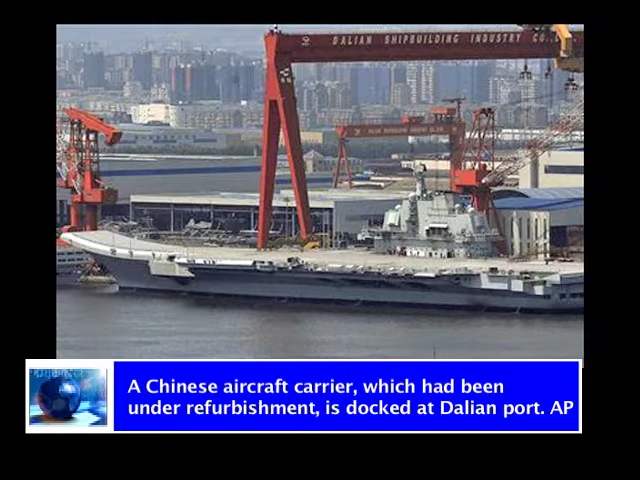 DALIAN SHIPBUILDING INDUSTRY CO.
A Chinese aircraft carrier, which had been
under refurbishment, is docked at Dalian port. AP